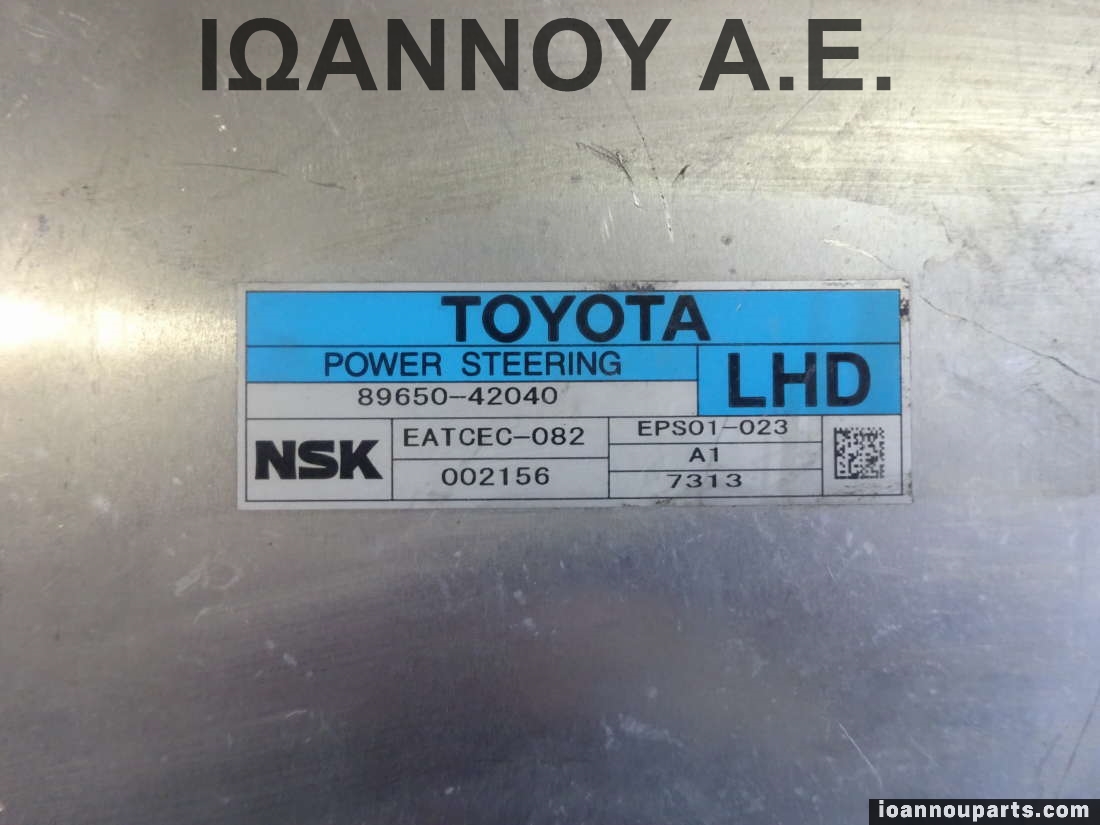 ΙΩΑΝΝΟΥ Α.Ε.
TOYOTA
POWER STEERING
LHD
89650-42040
NSK
EATCEC-082
002156
EPS01-023
A1
7313
ioannouparts.com